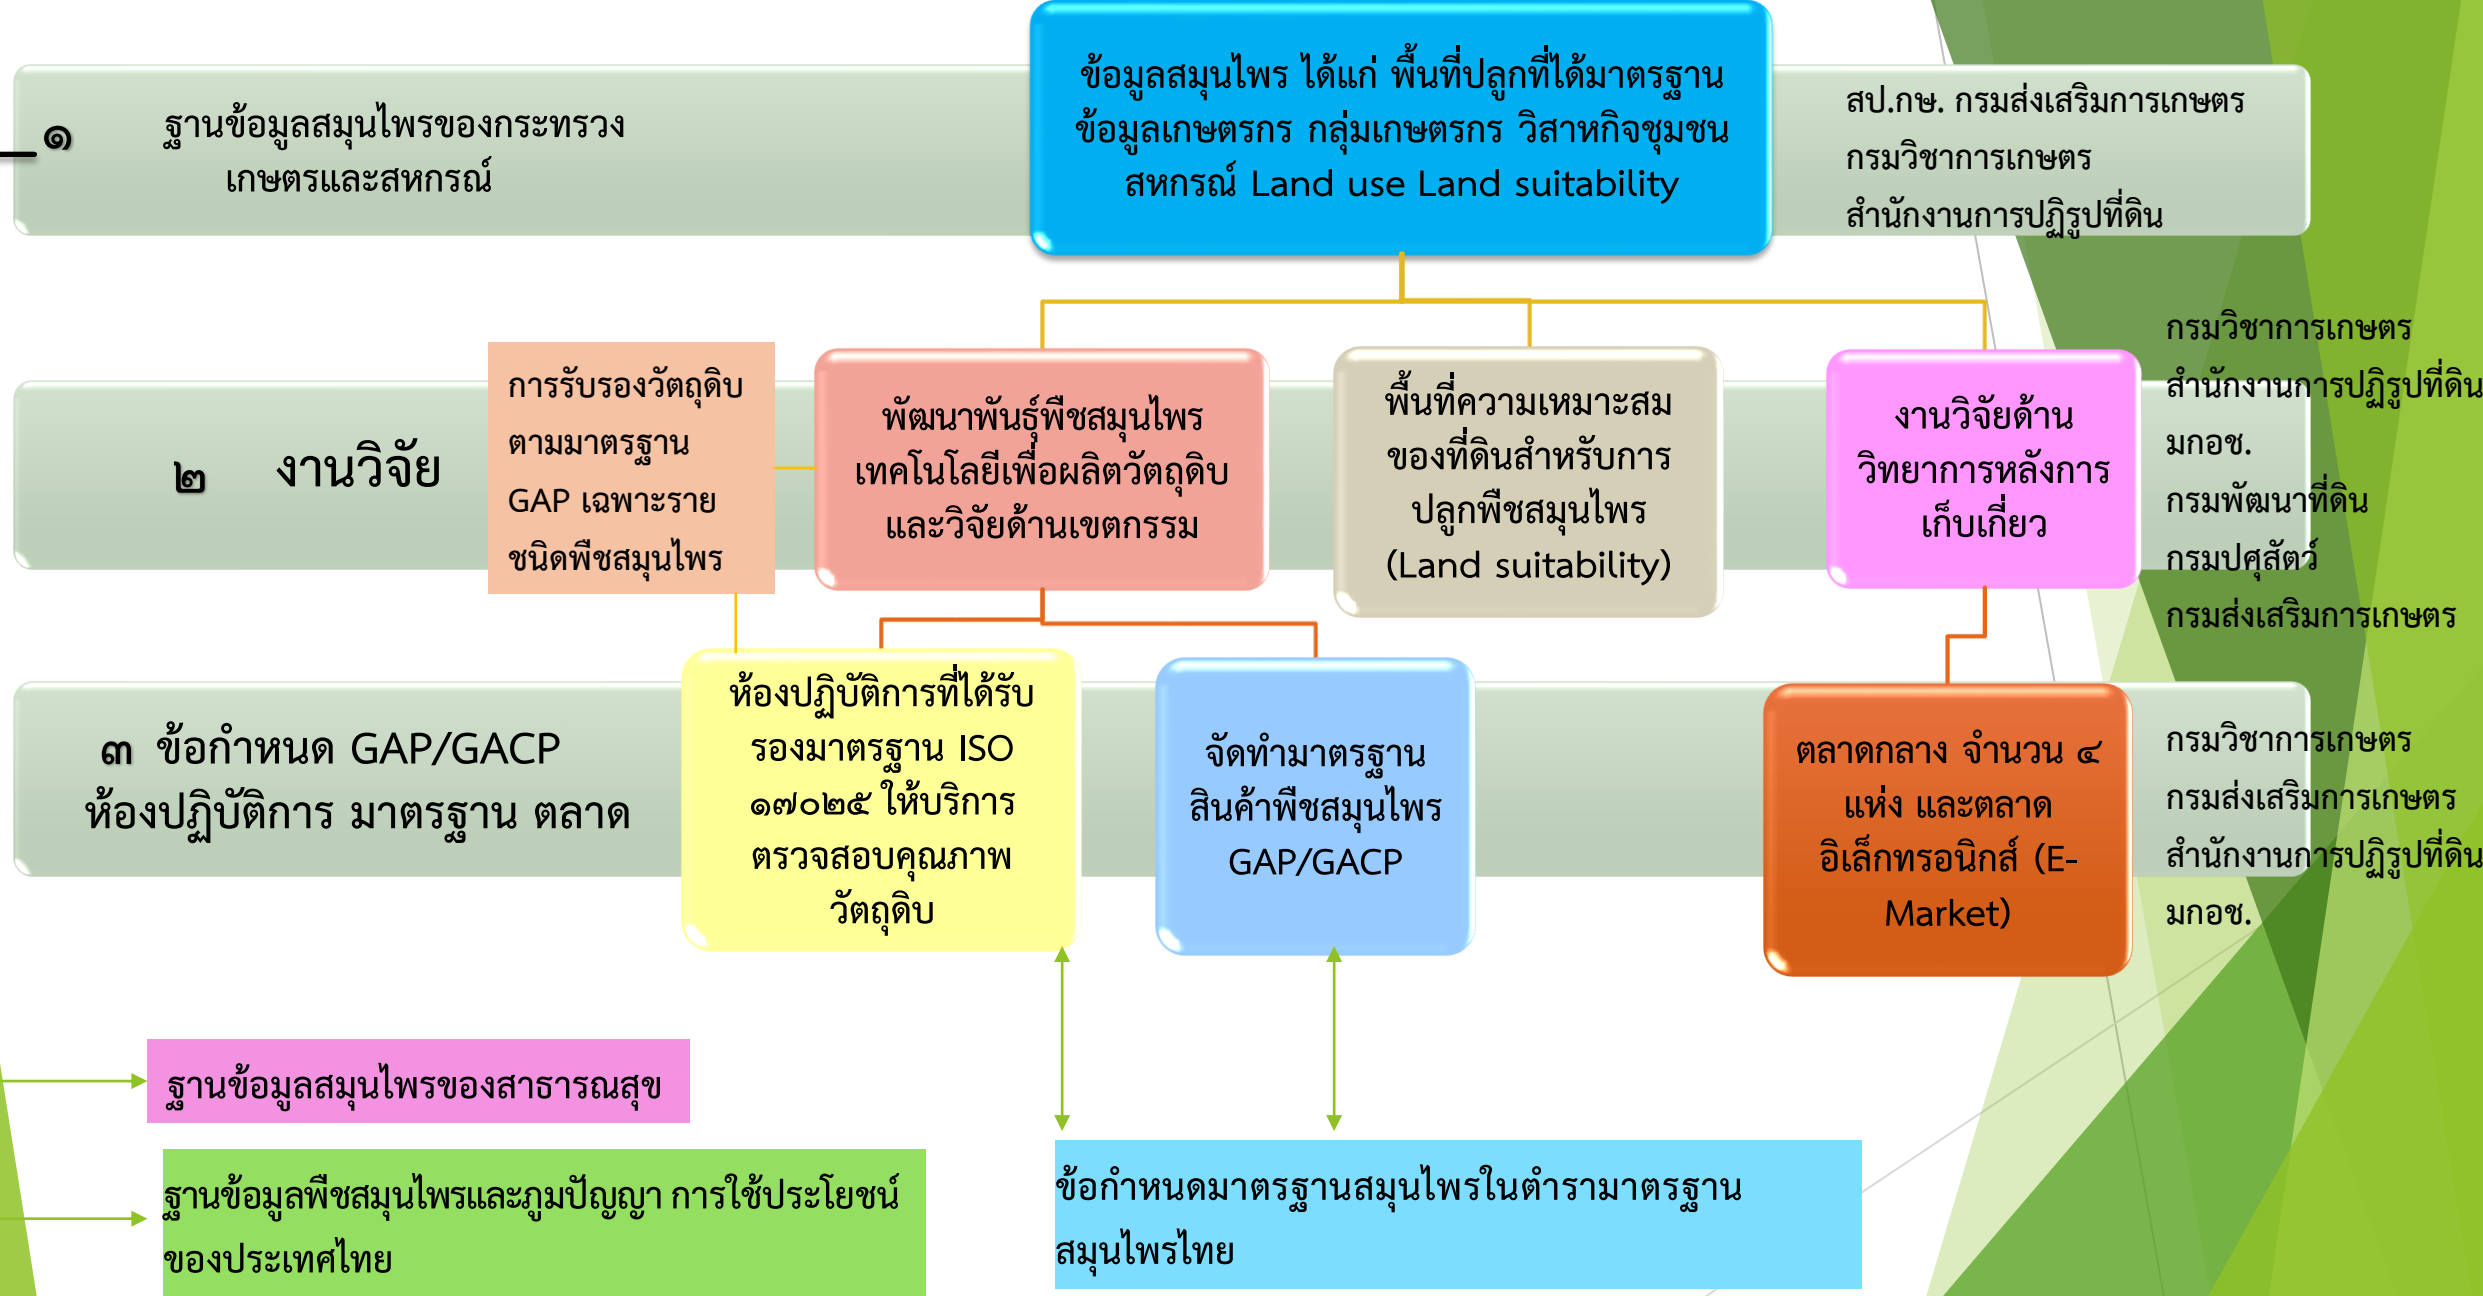 ๑
ฐานข้อมูลสมุนไพรของกระทรวง
เกษตรและสหกรณ์
ข้อมูลสมุนไพร ได้แก่ พื้นที่ปลูกที่ได้มาตรฐาน
ข้อมูลเกษตรกร กลุ่มเกษตรกร วิสาหกิจชุมชน
สหกรณ์ Land use Land suitability
สป.กษ. กรมส่งเสริมการเกษตร
กรมวิชาการเกษตร
สำนักงานการปฏิรูปที่ดิน
๒ งานวิจัย
การรับรองวัตถุดิบ
ตามมาตรฐาน
GAP เฉพาะราย
ชนิดพืชสมุนไพร
พัฒนาพันธุ์พืชสมุนไพร
เทคโนโลยีเพื่อผลิตวัตถุดิบ
และวิจัยด้านเขตกรรม
พื้นที่ความเหมาะสม
ของที่ดินสำหรับการ
ปลูกพืชสมุนไพร
(Land suitability)
งานวิจัยด้าน
วิทยาการหลังการ
เก็บเกี่ยว
กรมวิชาการเกษตร
สำนักงานการปฏิรูปที่ดิน
มกอช.
กรมพัฒนาที่ดิน
กรมปศุสัตว์
กรมส่งเสริมการเกษตร
๓ ข้อกำหนด GAP/GACP
ห้องปฏิบัติการ มาตรฐาน ตลาด
ห้องปฏิบัติการที่ได้รับ
รองมาตรฐาน ISO
๑๗๐๒๕ ให้บริการ
ตรวจสอบคุณภาพ
วัตถุดิบ
จัดทำมาตรฐาน
สินค้าพืชสมุนไพร
GAP/GACP
ตลาดกลาง จำนวน ๔
แห่ง และตลาด
อิเล็กทรอนิกส์ (E-
Market)
กรมวิชาการเกษตร
กรมส่งเสริมการเกษตร
สำนักงานการปฏิรูปที่ดิน
มกอช.
ฐานข้อมูลสมุนไพรของสาธารณสุข
ฐานข้อมูลพืชสมุนไพรและภูมปัญญา การใช้ประโยชน์
ของประเทศไทย
ข้อกำหนดมาตรฐานสมุนไพรในตำรามาตรฐาน
สมุนไพรไทย